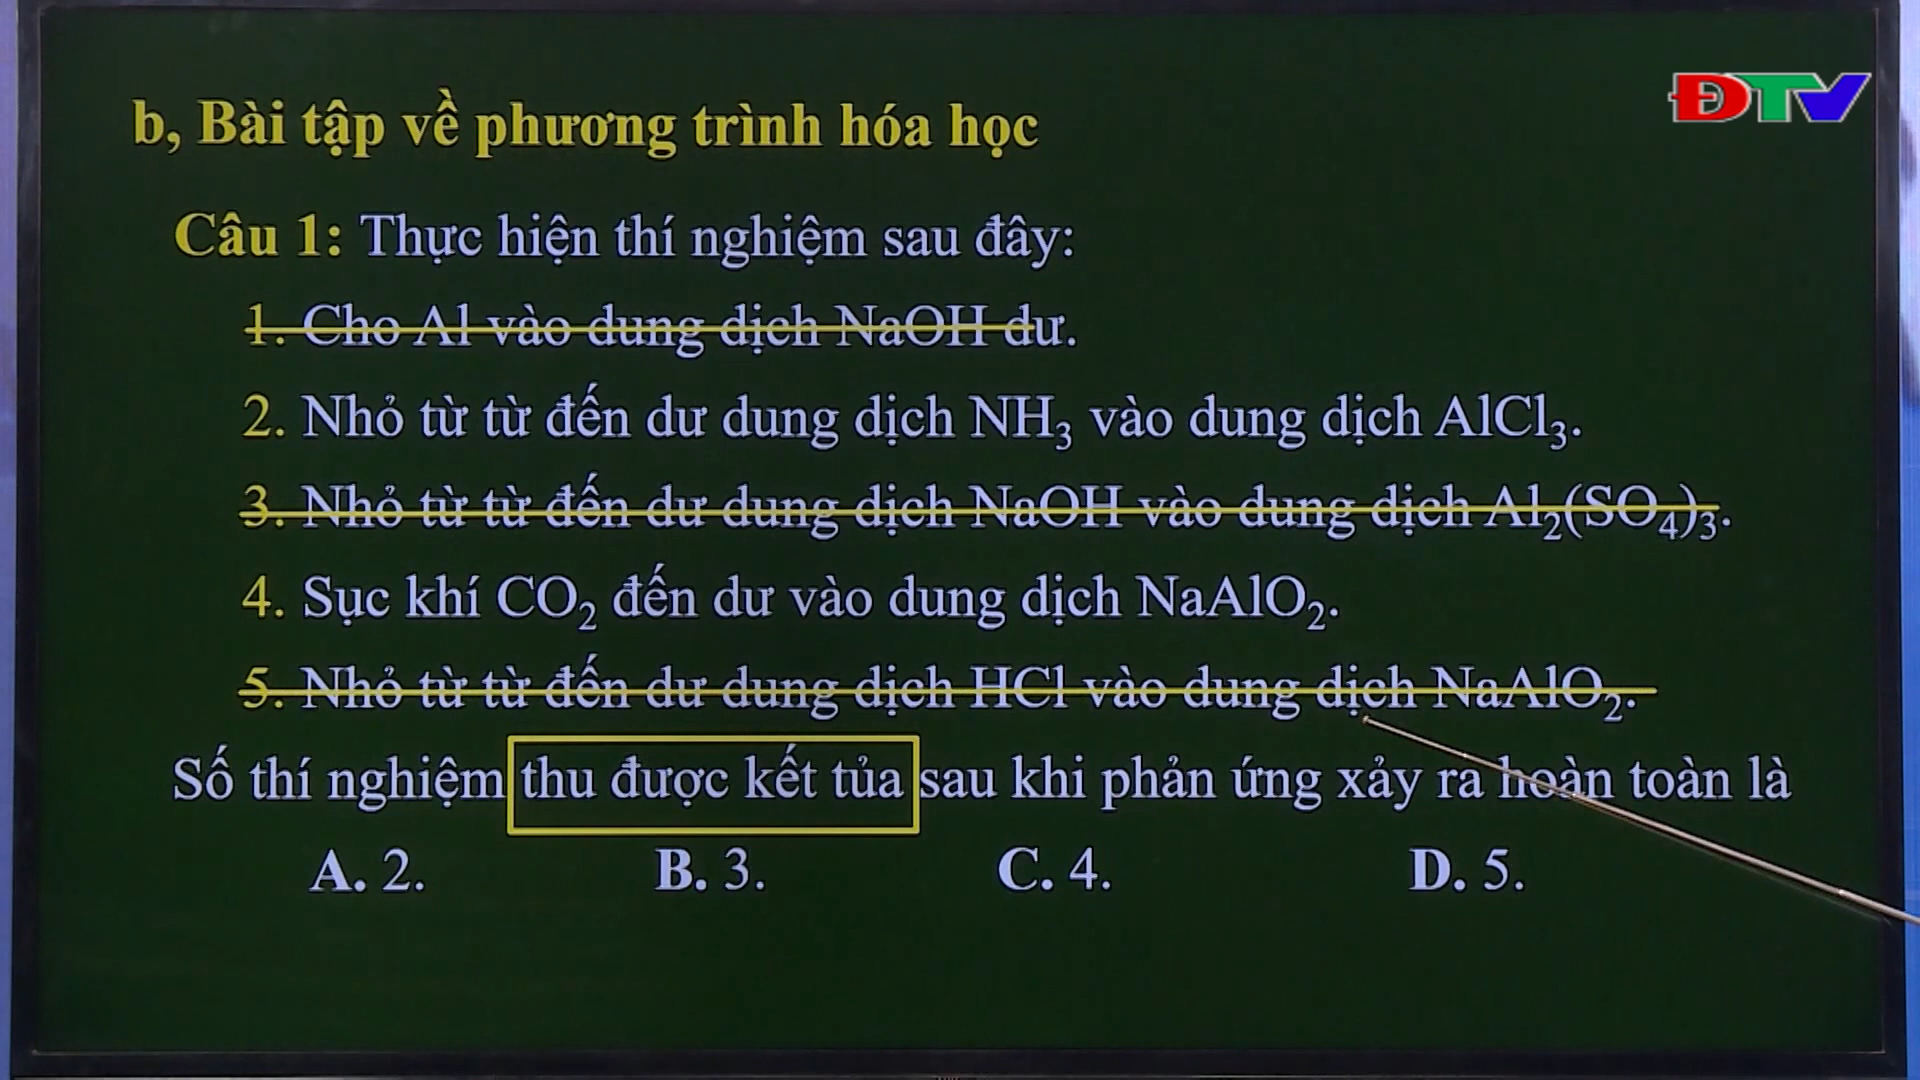 ĐTV
b, Bài tập về phương trình hóa học
Câu 1: Thực hiện thí nghiệm sau đây:
1. Cho Al vào dung dịch NaOH dư.
2. Nhỏ từ từ đến dư dung dịch NH₃ vào dung dịch AlCl₃.
3. Nhỏ từ từ đến dư dung dịch NaOH vào dung dịch Al₂(SO₄)₃.
4. Sục khí CO₂ đến dư vào dung dịch NaAlO₂.
5. Nhỏ từ từ đến dư dung dịch HCl vào dung dịch NaAlO₂.
Số thí nghiệm thu được kết tủa sau khi phản ứng xảy ra hoàn toàn là
A. 2. B. 3. C. 4. D. 5.